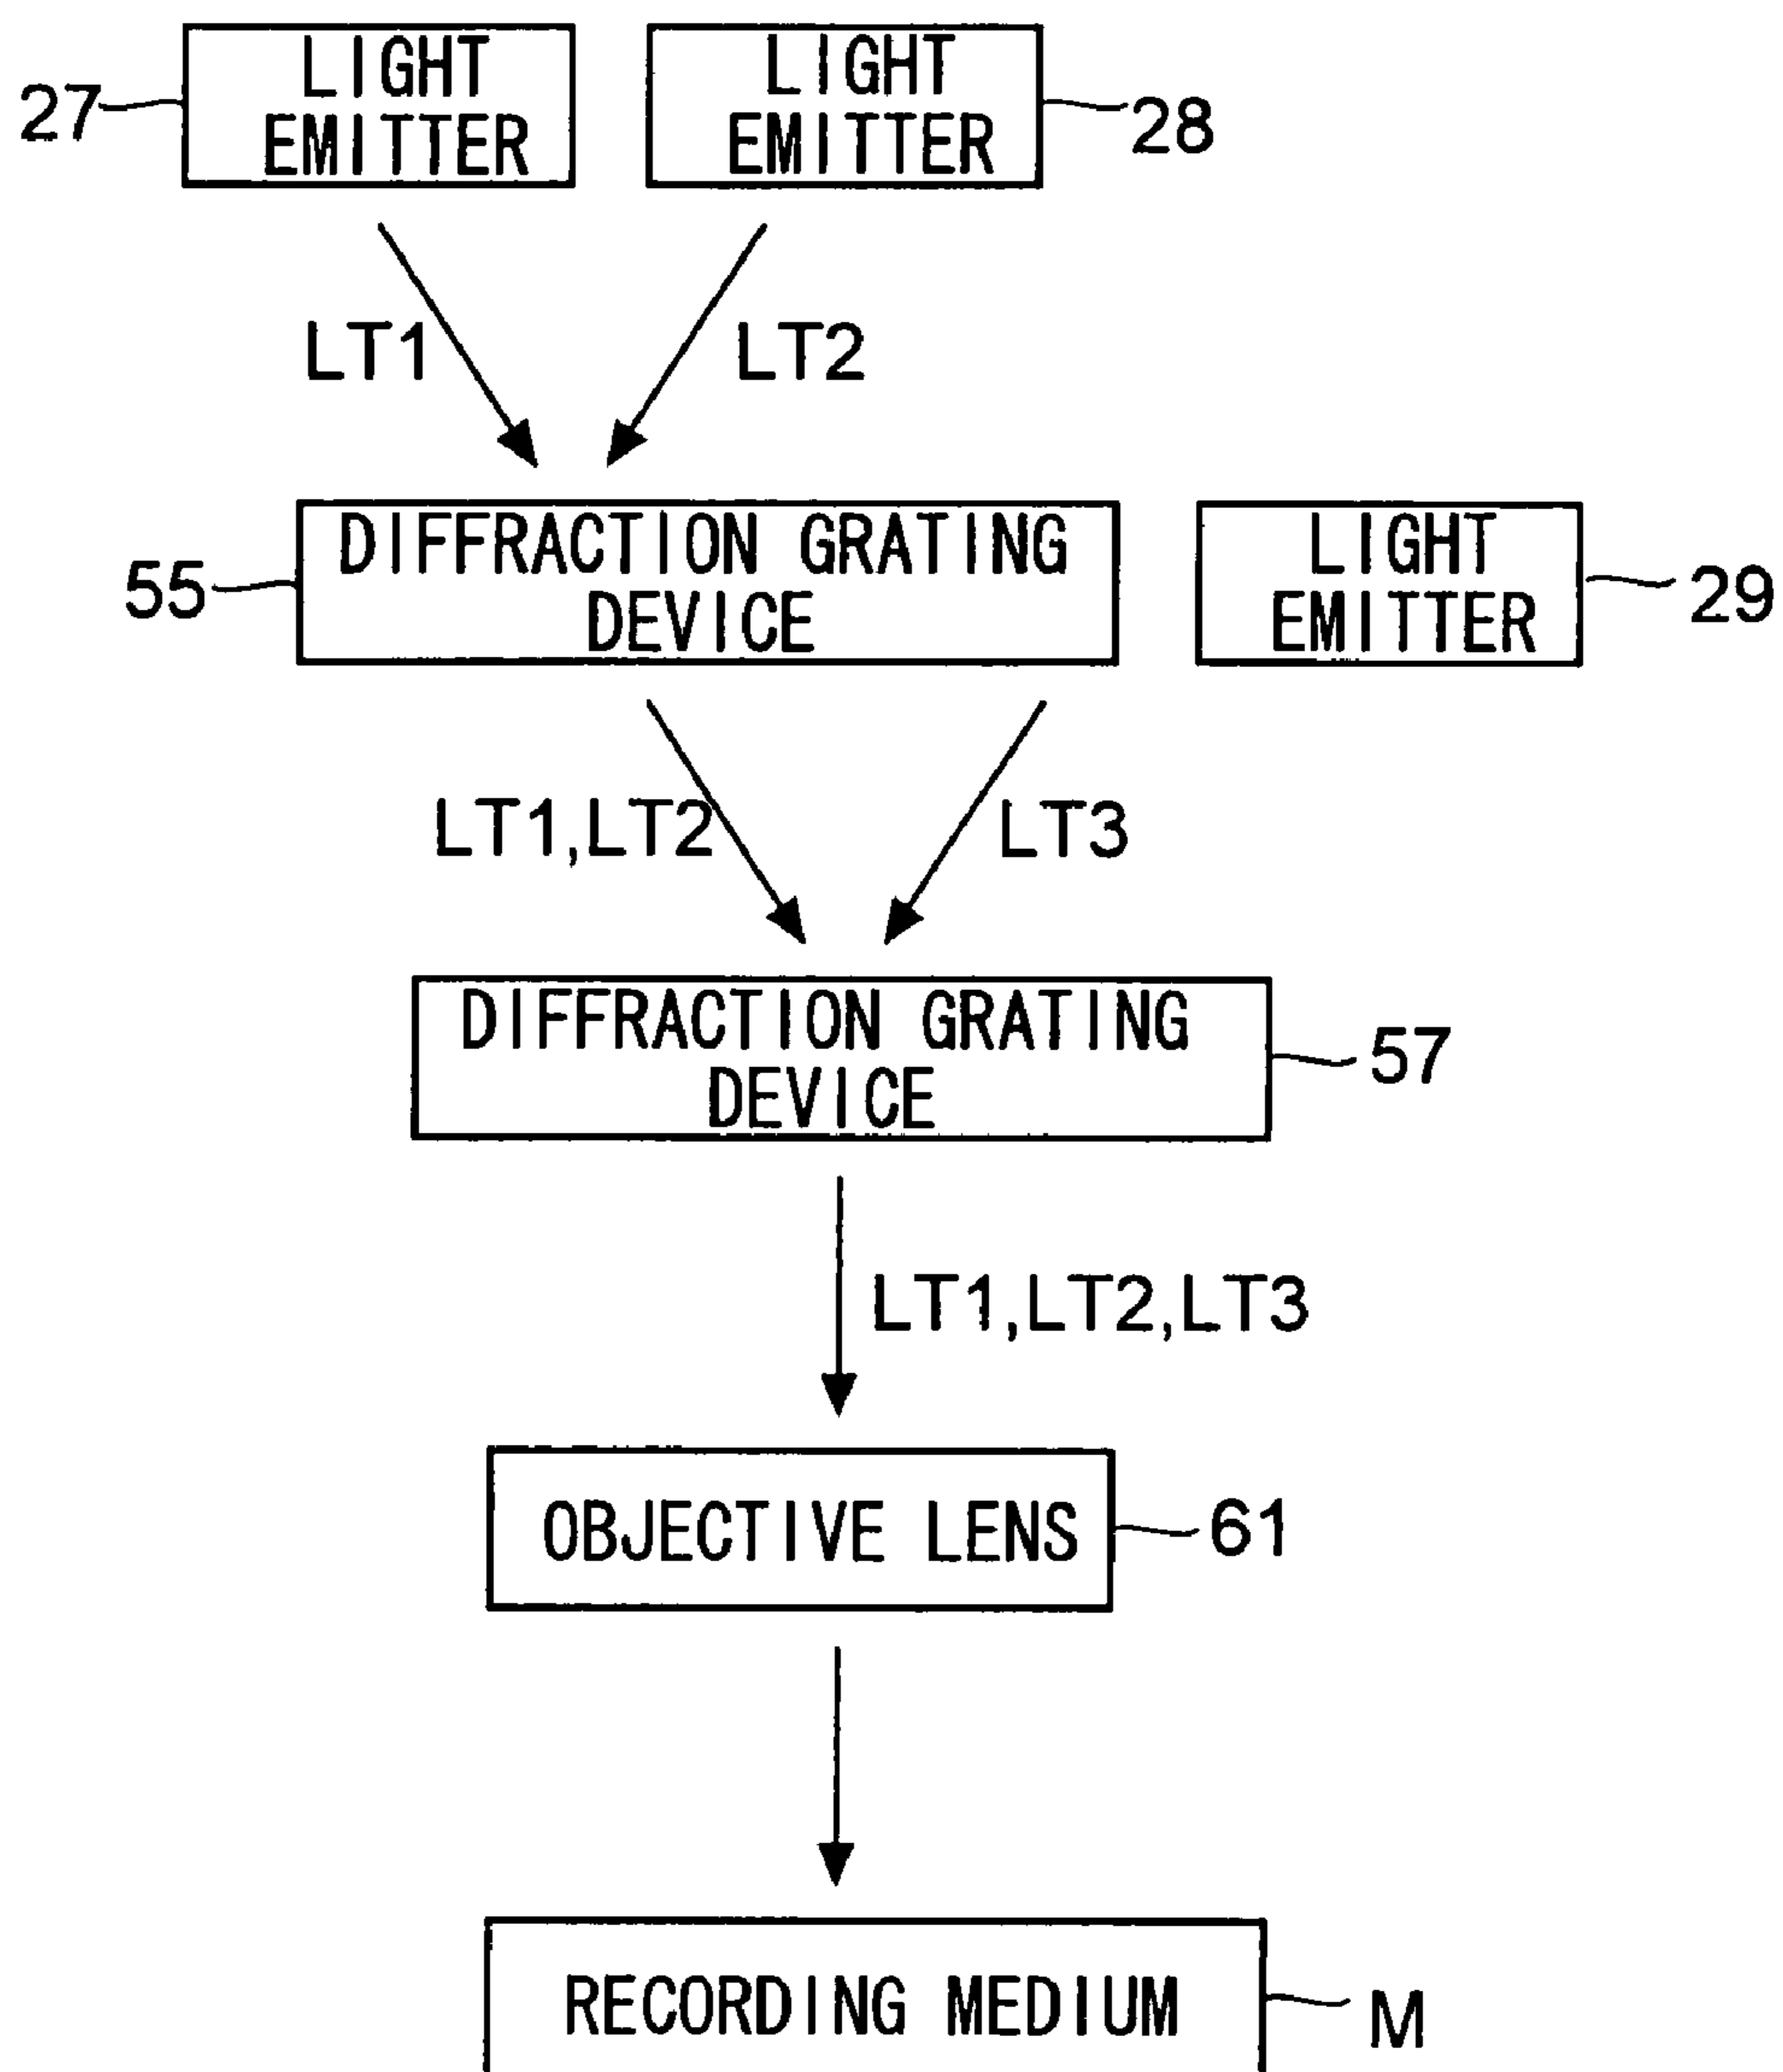 27
LIGHT
EMITTER
LIGHT
EMITTER
28
LT1
LT2
55
DIFFRACTION GRATING
DEVICE
LIGHT
EMITTER
29
LT1,LT2
LT3
DIFFRACTION GRATING
DEVICE
57
LT1,LT2,LT3
OBJECTIVE LENS
61
RECORDING MEDIUM
M